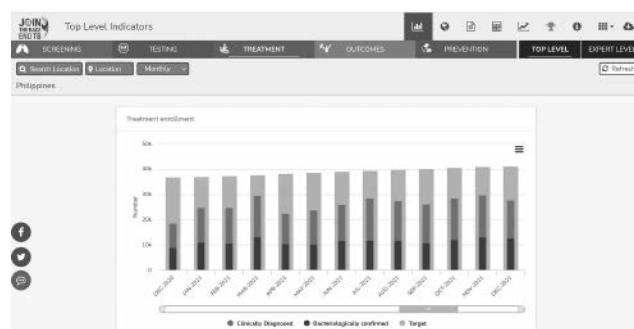 JOIN
THE RACE
END TB
Top Level Indicators
SCREENING
TESTING
TREATMENT
OUTCOMES
PREVENTION
TOP LEVEL
EXPERT LEVEL
Search Location
Location
Monthly
Refresh
Philippines
Treatment enrollment
50k
40k
30k
20k
10k
0
Number
DEC-2020
JAN-2021
FEB-2021
MAR-2021
APR-2021
MAY-2021
JUN-2021
JUL-2021
AUG-2021
SEP-2021
OCT-2021
NOV-2021
DEC-2021
Clinically Diagnosed
Bacteriologically confirmed
Target